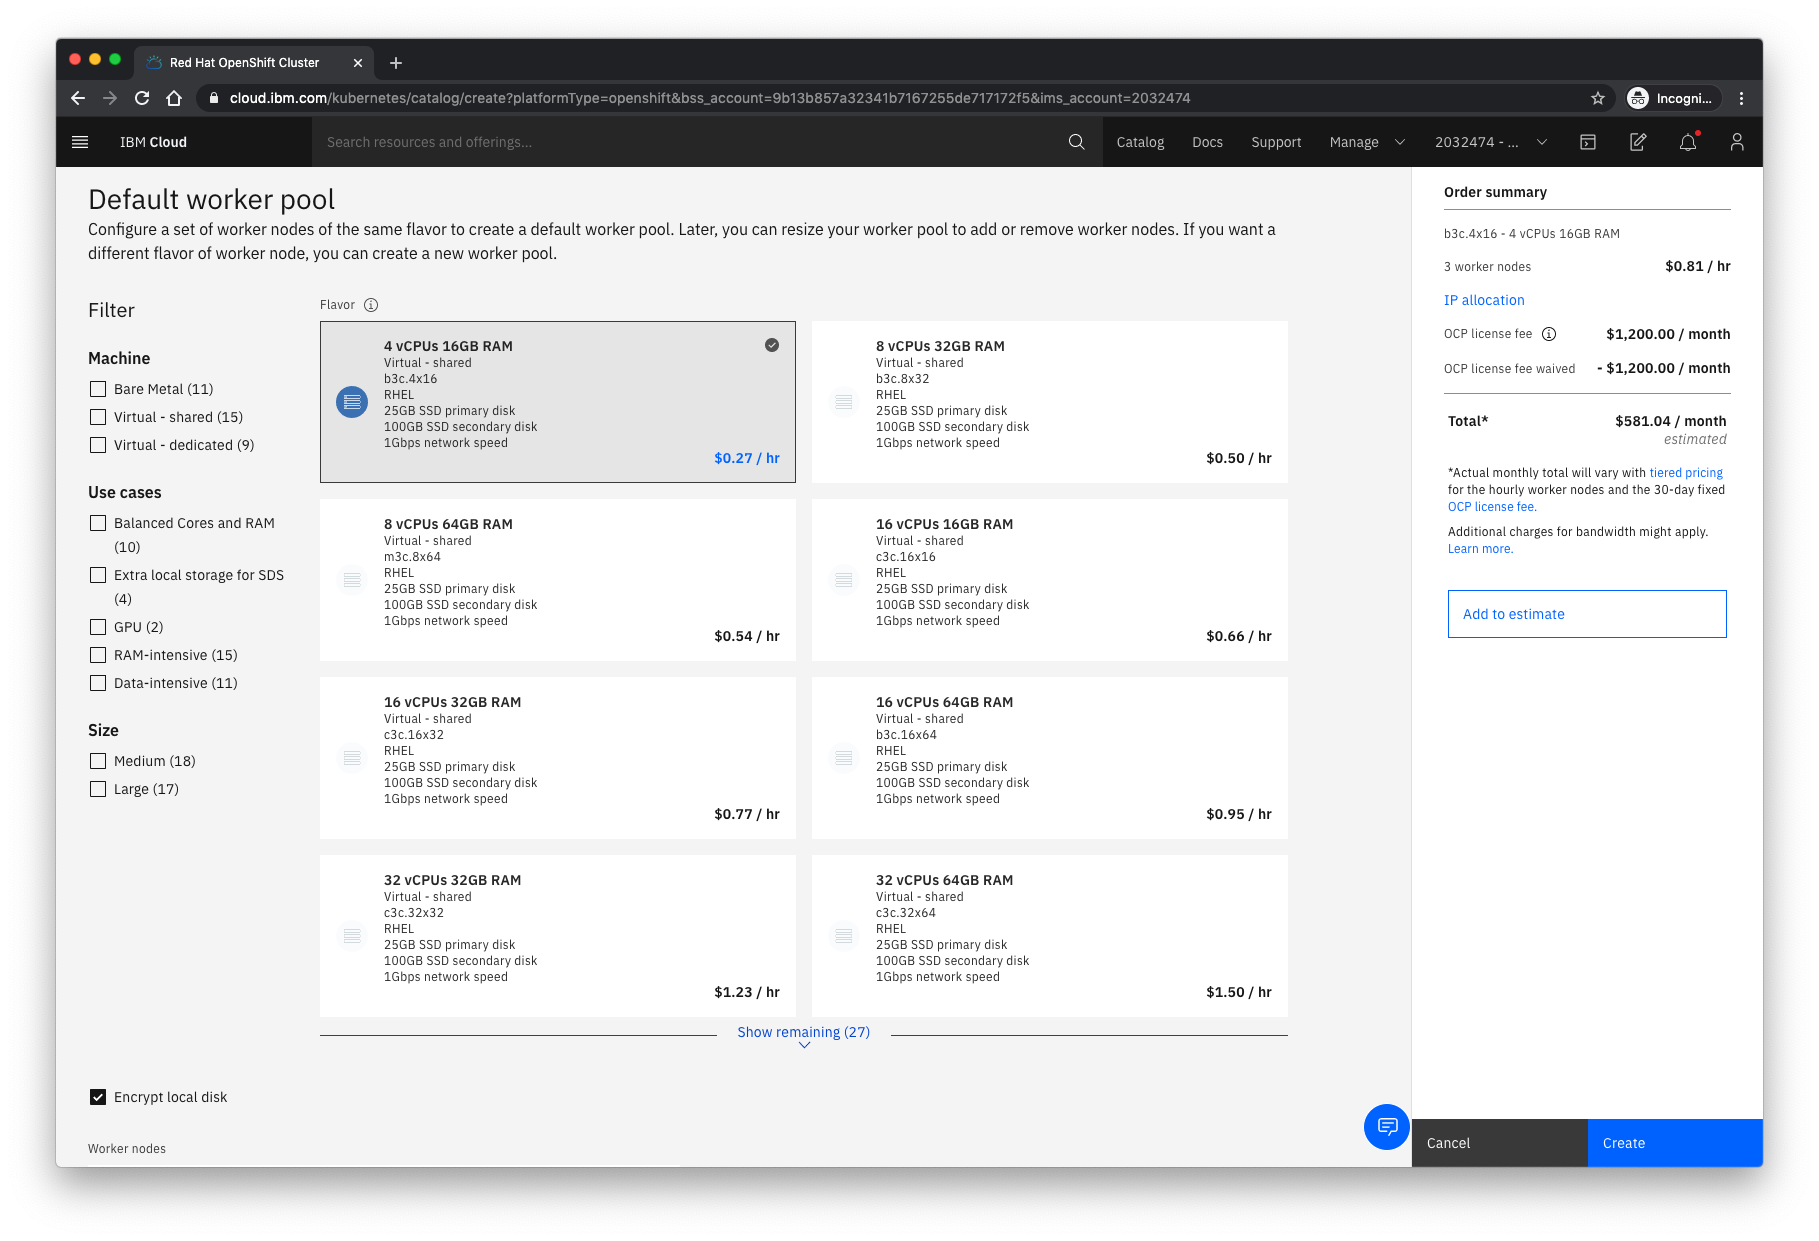 Red Hat OpenShift Cluster
cloud.ibm.com/kubernetes/catalog/create?platformType=openshift&bss_account=9b13b857a32341b7167255de717172f5&ims_account=2032474
Incogni...
IBM Cloud
Search resources and offerings...
Catalog
Docs
Support
Manage
2032474 - ...
Default worker pool
Configure a set of worker nodes of the same flavor to create a default worker pool. Later, you can resize your worker pool to add or remove worker nodes. If you want a
different flavor of worker node, you can create a new worker pool.
Filter
Machine
Bare Metal (11)
Virtual - shared (15)
Virtual - dedicated (9)
Use cases
Balanced Cores and RAM
(10)
Extra local storage for SDS
(4)
GPU (2)
RAM-intensive (15)
Data-intensive (11)
Size
Medium (18)
Large (17)
Flavor
4 vCPUs 16GB RAM
Virtual - shared
b3c.4x16
RHEL
25GB SSD primary disk
100GB SSD secondary disk
1Gbps network speed
$0.27 / hr
8 vCPUs 32GB RAM
Virtual - shared
b3c.8x32
RHEL
25GB SSD primary disk
100GB SSD secondary disk
1Gbps network speed
$0.50 / hr
8 vCPUs 64GB RAM
Virtual - shared
m3c.8x64
RHEL
25GB SSD primary disk
100GB SSD secondary disk
1Gbps network speed
$0.54 / hr
16 vCPUs 16GB RAM
Virtual - shared
c3c.16x16
RHEL
25GB SSD primary disk
100GB SSD secondary disk
1Gbps network speed
$0.66 / hr
16 vCPUs 32GB RAM
Virtual - shared
c3c.16x32
RHEL
25GB SSD primary disk
100GB SSD secondary disk
1Gbps network speed
$0.77 / hr
16 vCPUs 64GB RAM
Virtual - shared
b3c.16x64
RHEL
25GB SSD primary disk
100GB SSD secondary disk
1Gbps network speed
$0.95 / hr
32 vCPUs 32GB RAM
Virtual - shared
c3c.32x32
RHEL
25GB SSD primary disk
100GB SSD secondary disk
1Gbps network speed
$1.23 / hr
32 vCPUs 64GB RAM
Virtual - shared
c3c.32x64
RHEL
25GB SSD primary disk
100GB SSD secondary disk
1Gbps network speed
$1.50 / hr
Show remaining (27)
Encrypt local disk
Worker nodes
Order summary
b3c.4x16 - 4 vCPUs 16GB RAM
3 worker nodes $0.81 / hr
IP allocation
OCP license fee $1,200.00 / month
OCP license fee waived - $1,200.00 / month
Total* $581.04 / month
estimated
*Actual monthly total will vary with tiered pricing
for the hourly worker nodes and the 30-day fixed
OCP license fee.
Additional charges for bandwidth might apply.
Learn more.
Add to estimate
Cancel
Create